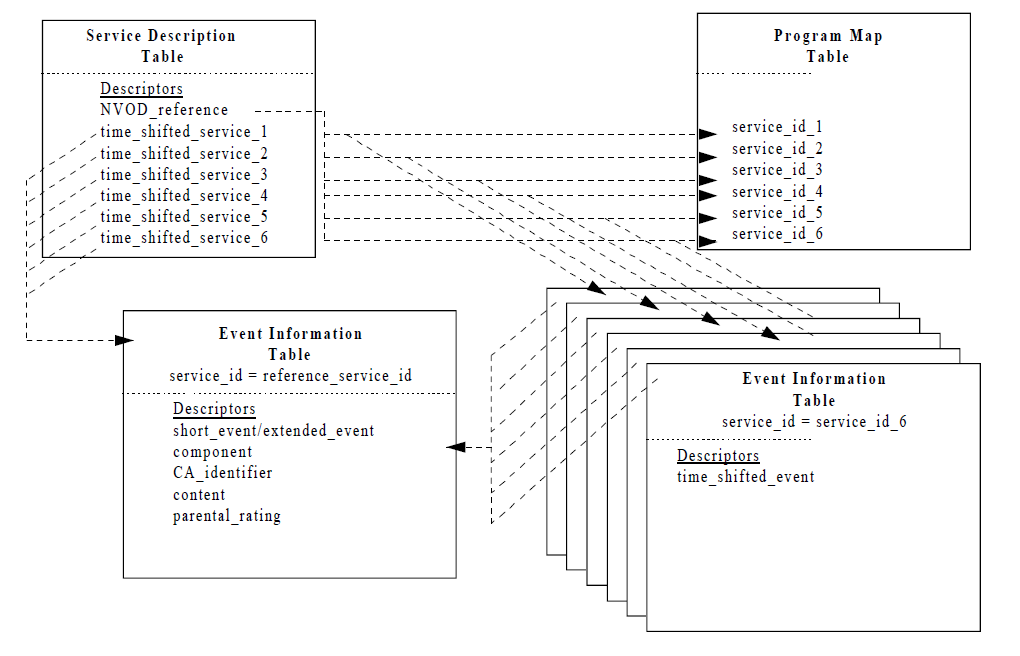 Service Description
Table
Descriptors
NVOD_reference
time_shifted_service_1
time_shifted_service_2
time_shifted_service_3
time_shifted_service_4
time_shifted_service_5
time_shifted_service_6
Program Map
Table
service_id_1
service_id_2
service_id_3
service_id_4
service_id_5
service_id_6
Event Information
Table
service_id = reference_service_id
Descriptors
short_event/extended_event
component
CA_identifier
content
parental_rating
Event Information
Table
service_id = service_id_6
Descriptors
time_shifted_event